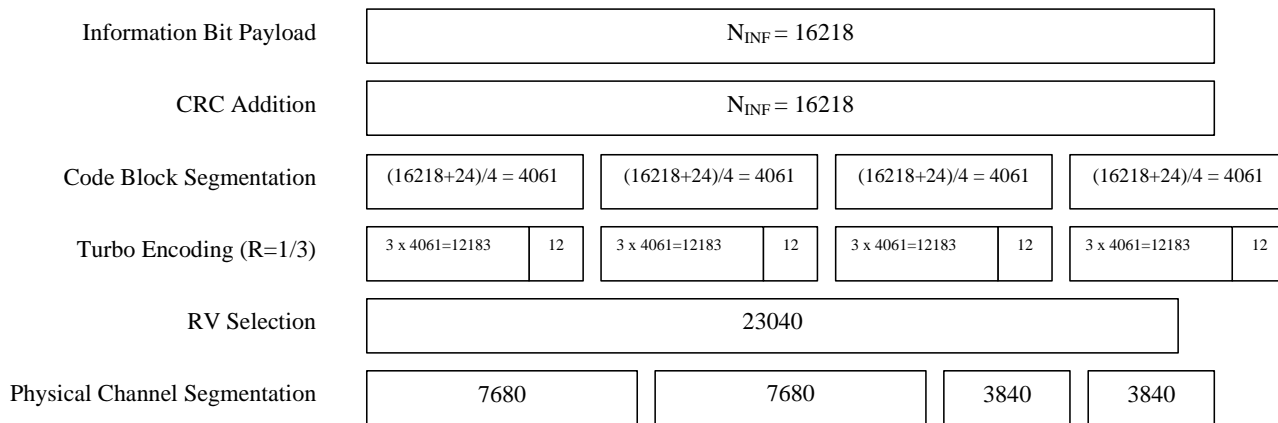 Information Bit Payload N_INF = 16218
CRC Addition N_INF = 16218
Code Block Segmentation (16218+24)/4 = 4061 (16218+24)/4 = 4061 (16218+24)/4 = 4061 (16218+24)/4 = 4061
Turbo Encoding (R=1/3) 3 x 4061=12183 12 3 x 4061=12183 12 3 x 4061=12183 12 3 x 4061=12183 12
RV Selection 23040
Physical Channel Segmentation 7680 7680 3840 3840